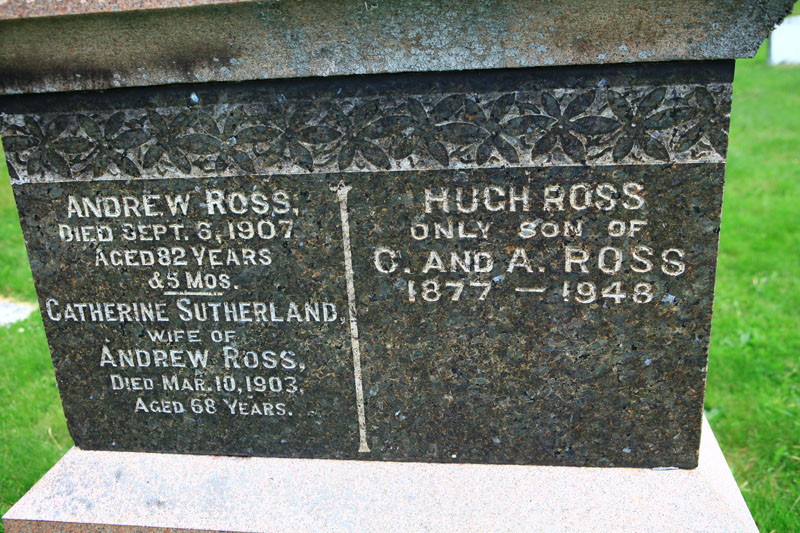 ANDREW ROSS,
DIED SEPT. 6, 1907
AGED 82 YEARS
& 5 MOS.
CATHERINE SUTHERLAND,
WIFE OF
ANDREW ROSS,
DIED MAR. 10, 1903,
AGED 68 YEARS.
HUGH ROSS
ONLY SON OF
C. AND A. ROSS
1877 — 1948